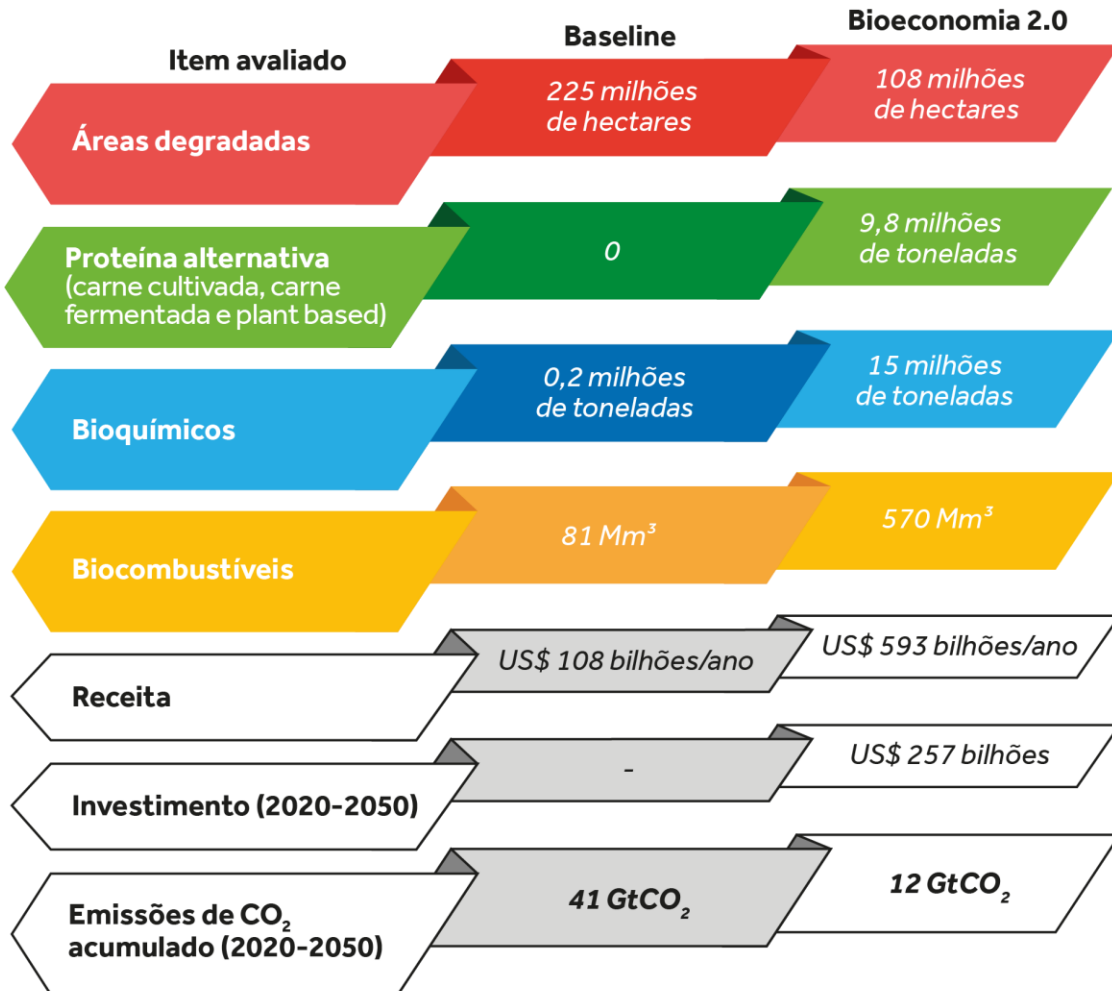 Item avaliado
Baseline
Bioeconomia 2.0
Áreas degradadas
225 milhões
de hectares
108 milhões
de hectares
Proteína alternativa
(carne cultivada, carne
fermentada e plant based)
0
9,8 milhões
de toneladas
Bioquímicos
0,2 milhões
de toneladas
15 milhões
de toneladas
Biocombustíveis
81 Mm³
570 Mm³
Receita
US$ 108 bilhões/ano
US$ 593 bilhões/ano
Investimento (2020-2050)
-
US$ 257 bilhões
Emissões de CO₂
acumulado (2020-2050)
41 GtCO₂
12 GtCO₂